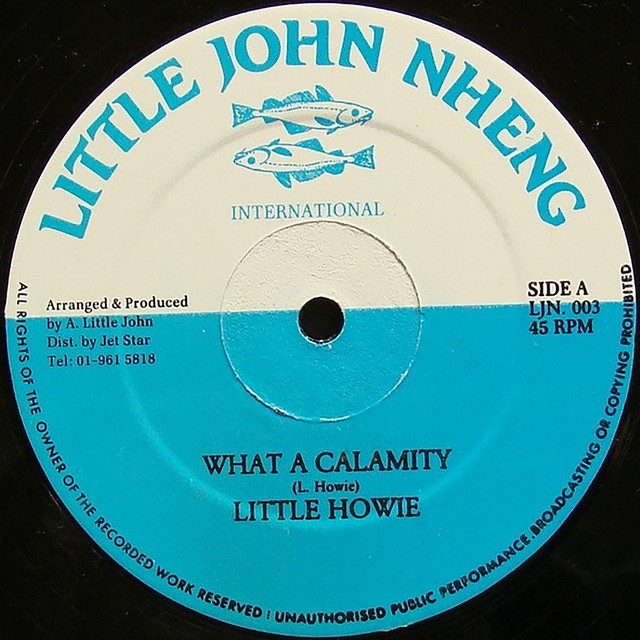 LITTLE JOHN NHENG
INTERNATIONAL
Arranged & Produced
by A. Little John
Dist. by Jet Star
Tel: 01-961 5818
SIDE A
LJN. 003
45 RPM
WHAT A CALAMITY
(L. Howie)
LITTLE HOWIE
ALL RIGHTS OF THE OWNER OF THE RECORDED WORK RESERVED : UNAUTHORISED PUBLIC PERFORMANCE.BROADCASTING OR COPYING PROHIBITED